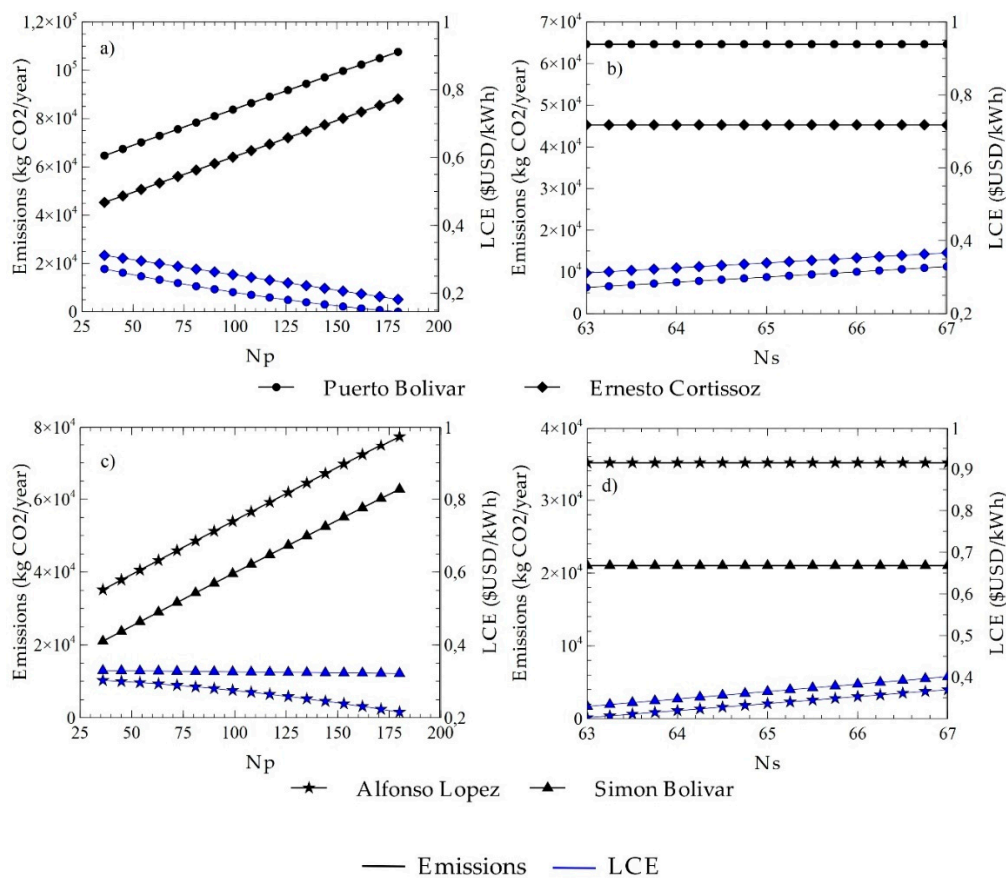 a)
Emissions (kg CO2/year)
1,2×10⁵
10⁵
8×10⁴
6×10⁴
4×10⁴
2×10⁴
0
25 50 75 100 125 150 175 200
Np
1
0,8
0,6
0,4
0,2
LCE ($USD/kWh)
b)
Emissions (kg CO2/year)
7×10⁴
6×10⁴
5×10⁴
4×10⁴
3×10⁴
2×10⁴
10⁴
0
63 64 65 66 67
Ns
1
0,8
0,6
0,4
0,2
LCE ($USD/kWh)
Puerto Bolivar Ernesto Cortissoz
c)
Emissions (kg CO2/year)
8×10⁴
6×10⁴
4×10⁴
2×10⁴
0
25 50 75 100 125 150 175 200
Np
1
0,8
0,6
0,4
0,2
LCE ($USD/kWh)
d)
Emissions (kg CO2/year)
4×10⁴
3×10⁴
2×10⁴
10⁴
0
63 64 65 66 67
Ns
1
0,9
0,8
0,7
0,6
0,5
0,4
LCE ($USD/kWh)
Alfonso Lopez Simon Bolivar
Emissions LCE